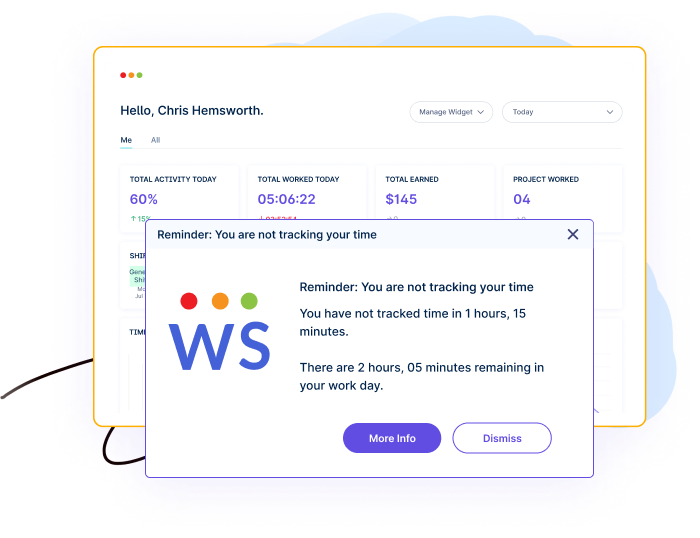 Hello, Chris Hemsworth.
Manage Widget
Today
Me
All
TOTAL ACTIVITY TODAY
TOTAL WORKED TODAY
TOTAL EARNED
PROJECT WORKED
60%
05:06:22
$145
04
15%
Reminder: You are not tracking your time
Gene
Shi
Mo
Jul
TIM
WS
Reminder: You are not tracking your time
You have not tracked time in 1 hours, 15
minutes.
There are 2 hours, 05 minutes remaining in
your work day.
More Info
Dismiss